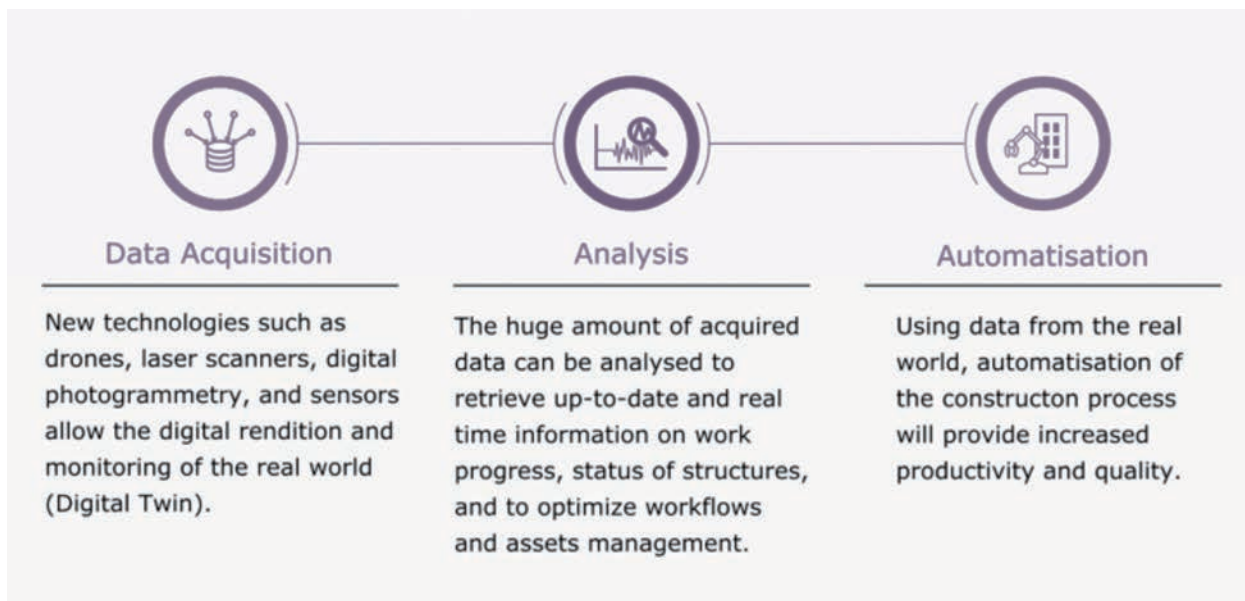 Data Acquisition
New technologies such as
drones, laser scanners, digital
photogrammetry, and sensors
allow the digital rendition and
monitoring of the real world
(Digital Twin).
Analysis
The huge amount of acquired
data can be analysed to
retrieve up-to-date and real
time information on work
progress, status of structures,
and to optimize workflows
and assets management.
Automatisation
Using data from the real
world, automatisation of
the constructon process
will provide increased
productivity and quality.